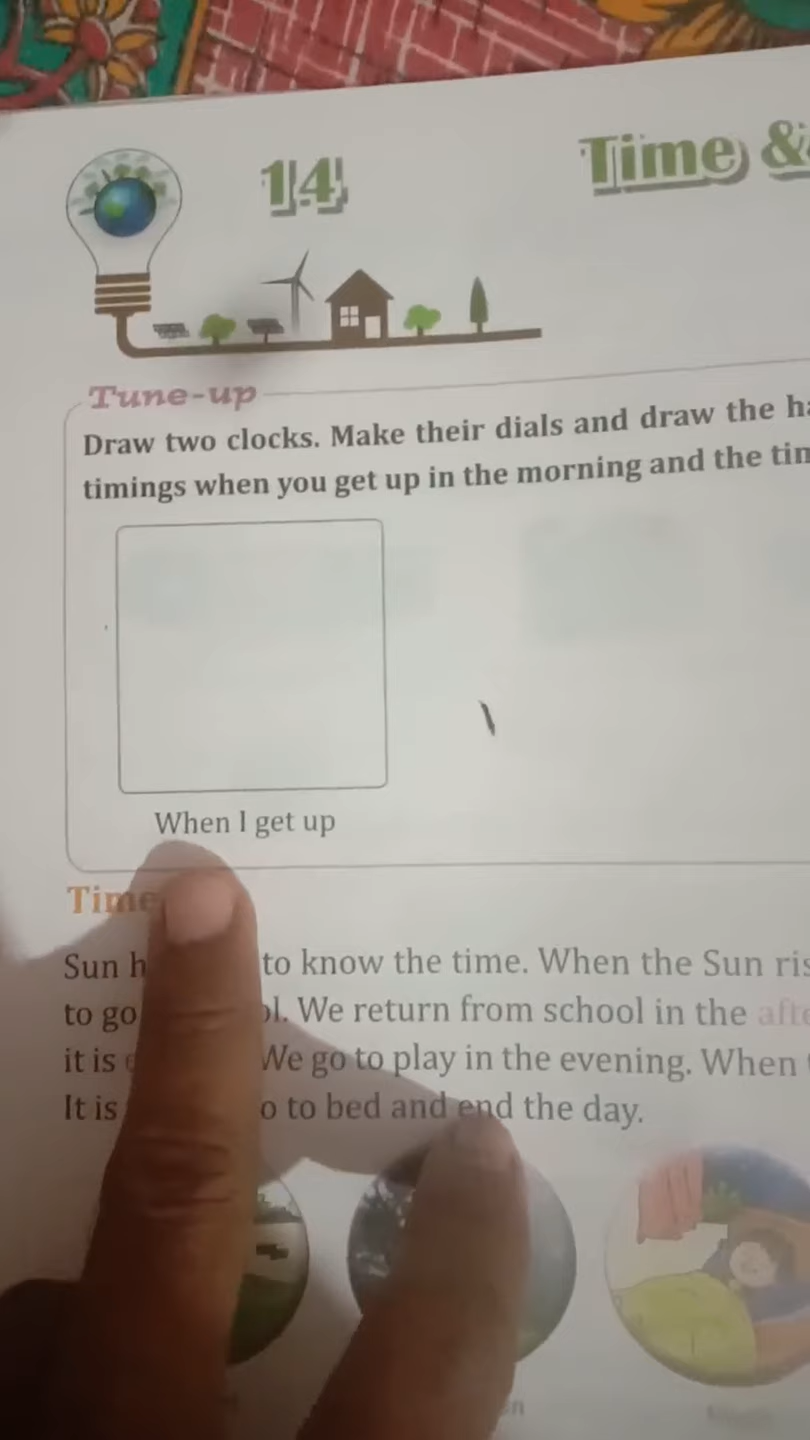 14
Time &
Tune-up
Draw two clocks. Make their dials and draw the
timings when you get up in the morning and the
When I get up
Time
Sun to know the time. When the Sun
to go We return from school in the
it is We go to play in the evening. When
It is to bed and end the day.